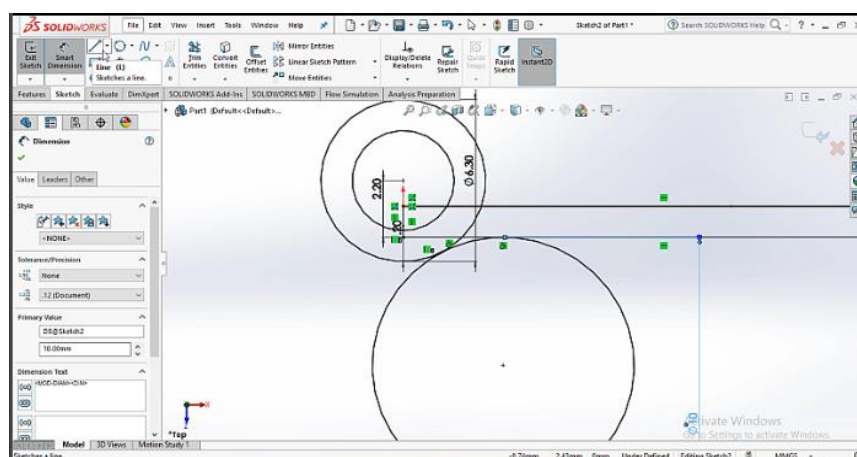 SOLIDWORKS File Edit View Insert Tools Window Help Sketch2 of Part1 * Search SOLIDWORKS Help
Exit Sketch
Smart Dimension
Trim Entities
Convert Entities
Offset Entities
Mirror Entities
Linear Sketch Pattern
Move Entities
Display/Delete Relations
Repair Sketch
Quick Snaps
Rapid Sketch
Instant2D
Line (L)
Sketches a line.
Features Sketch Evaluate DimXpert SOLIDWORKS Add-Ins SOLIDWORKS MBD Flow Simulation Analysis Preparation
Part1 (Default<<Default>...
Dimension
Value Leaders Other
Style
<NONE>
Tolerance/Precision
None
.12 (Document)
Primary Value
D5@Sketch2
10.00mm
Dimension Text
<MOD-DIAM><DIM>
2.20
.20
Ø6.30
X
*Top
Activate Windows
Go to Settings to activate Windows.
Model 3D Views Motion Study 1
Sketches a line. 0mm Under Defined Editing Sketch2 MMGS